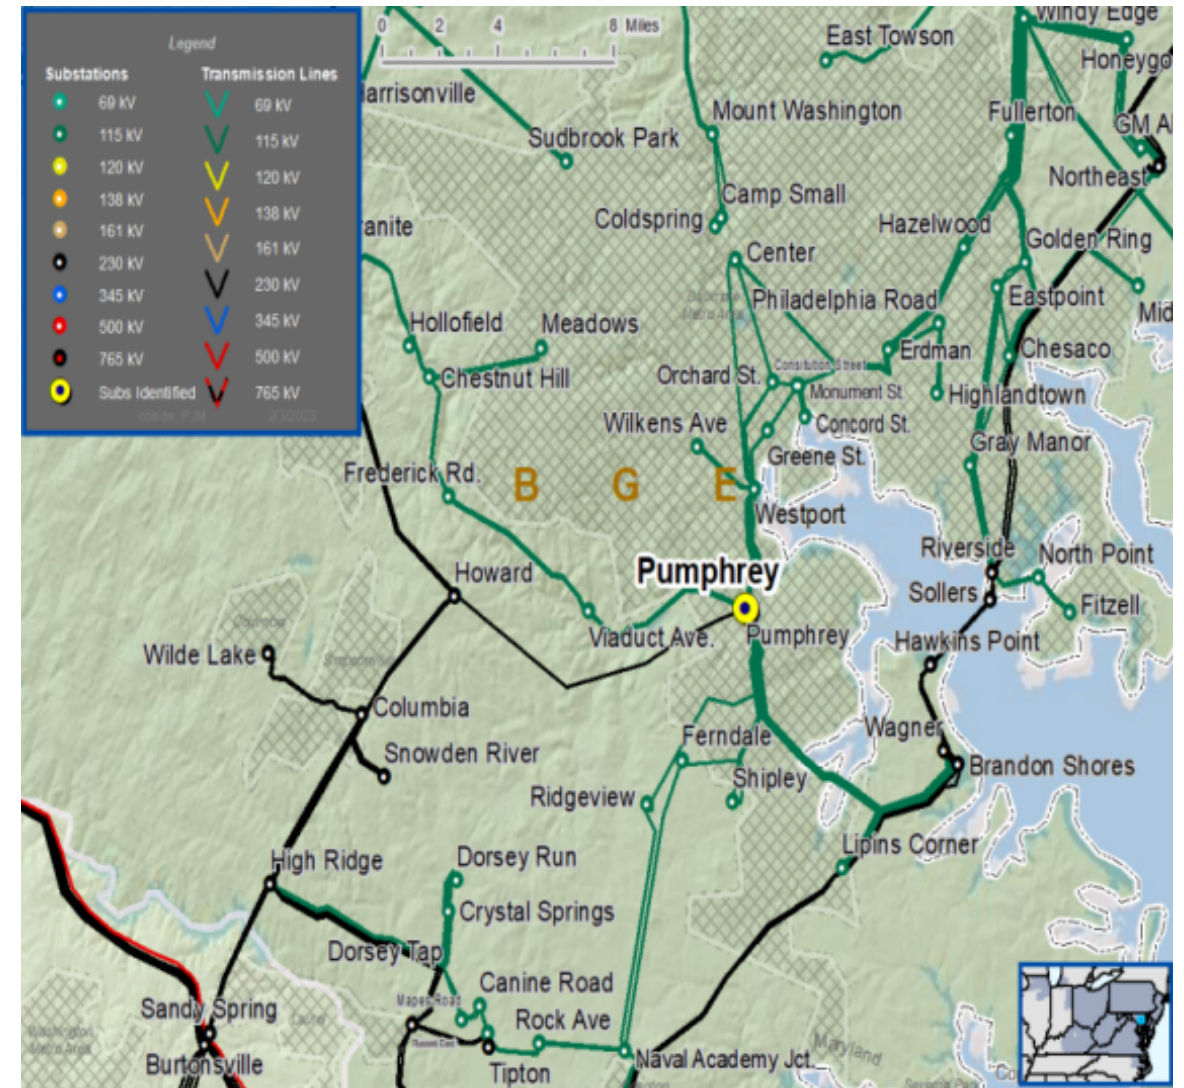 Legend
Substations
Transmission Lines
69 kV
69 kV
115 kV
115 kV
120 kV
120 kV
138 kV
138 kV
161 kV
161 kV
230 kV
230 kV
345 kV
345 kV
500 kV
500 kV
765 kV
765 kV
Subs Identified
0 2 4 8 Miles
Windy Edge
East Towson
Honeygo
arrisonville
Mount Washington
Fullerton
GM A
Sudbrook Park
Northeast
Camp Small
Coldspring
anite
Hazelwood
Golden Ring
Center
Philadelphia Road
Eastpoint
Mid
Hollofield
Meadows
Erdman
Chesaco
Orchard St.
Chestnut Hill
Monument St.
Highlandtown
Wilkens Ave
Concord St.
Greene St.
Gray Manor
Frederick Rd.
B G E
Westport
Riverside
North Point
Howard
Pumphrey
Sollers
Fitzell
Viaduct Ave.
Pumphrey
Hawkins Point
Wilde Lake
Columbia
Wagner
Ferndale
Snowden River
Shipley
Brandon Shores
Ridgeview
Lipins Corner
High Ridge
Dorsey Run
Crystal Springs
Dorsey Tap
Canine Road
Mapes Road
Sandy Spring
Rock Ave
Laurel
Burtonsville
Tipton
Naval Academy Jct.
Maryland